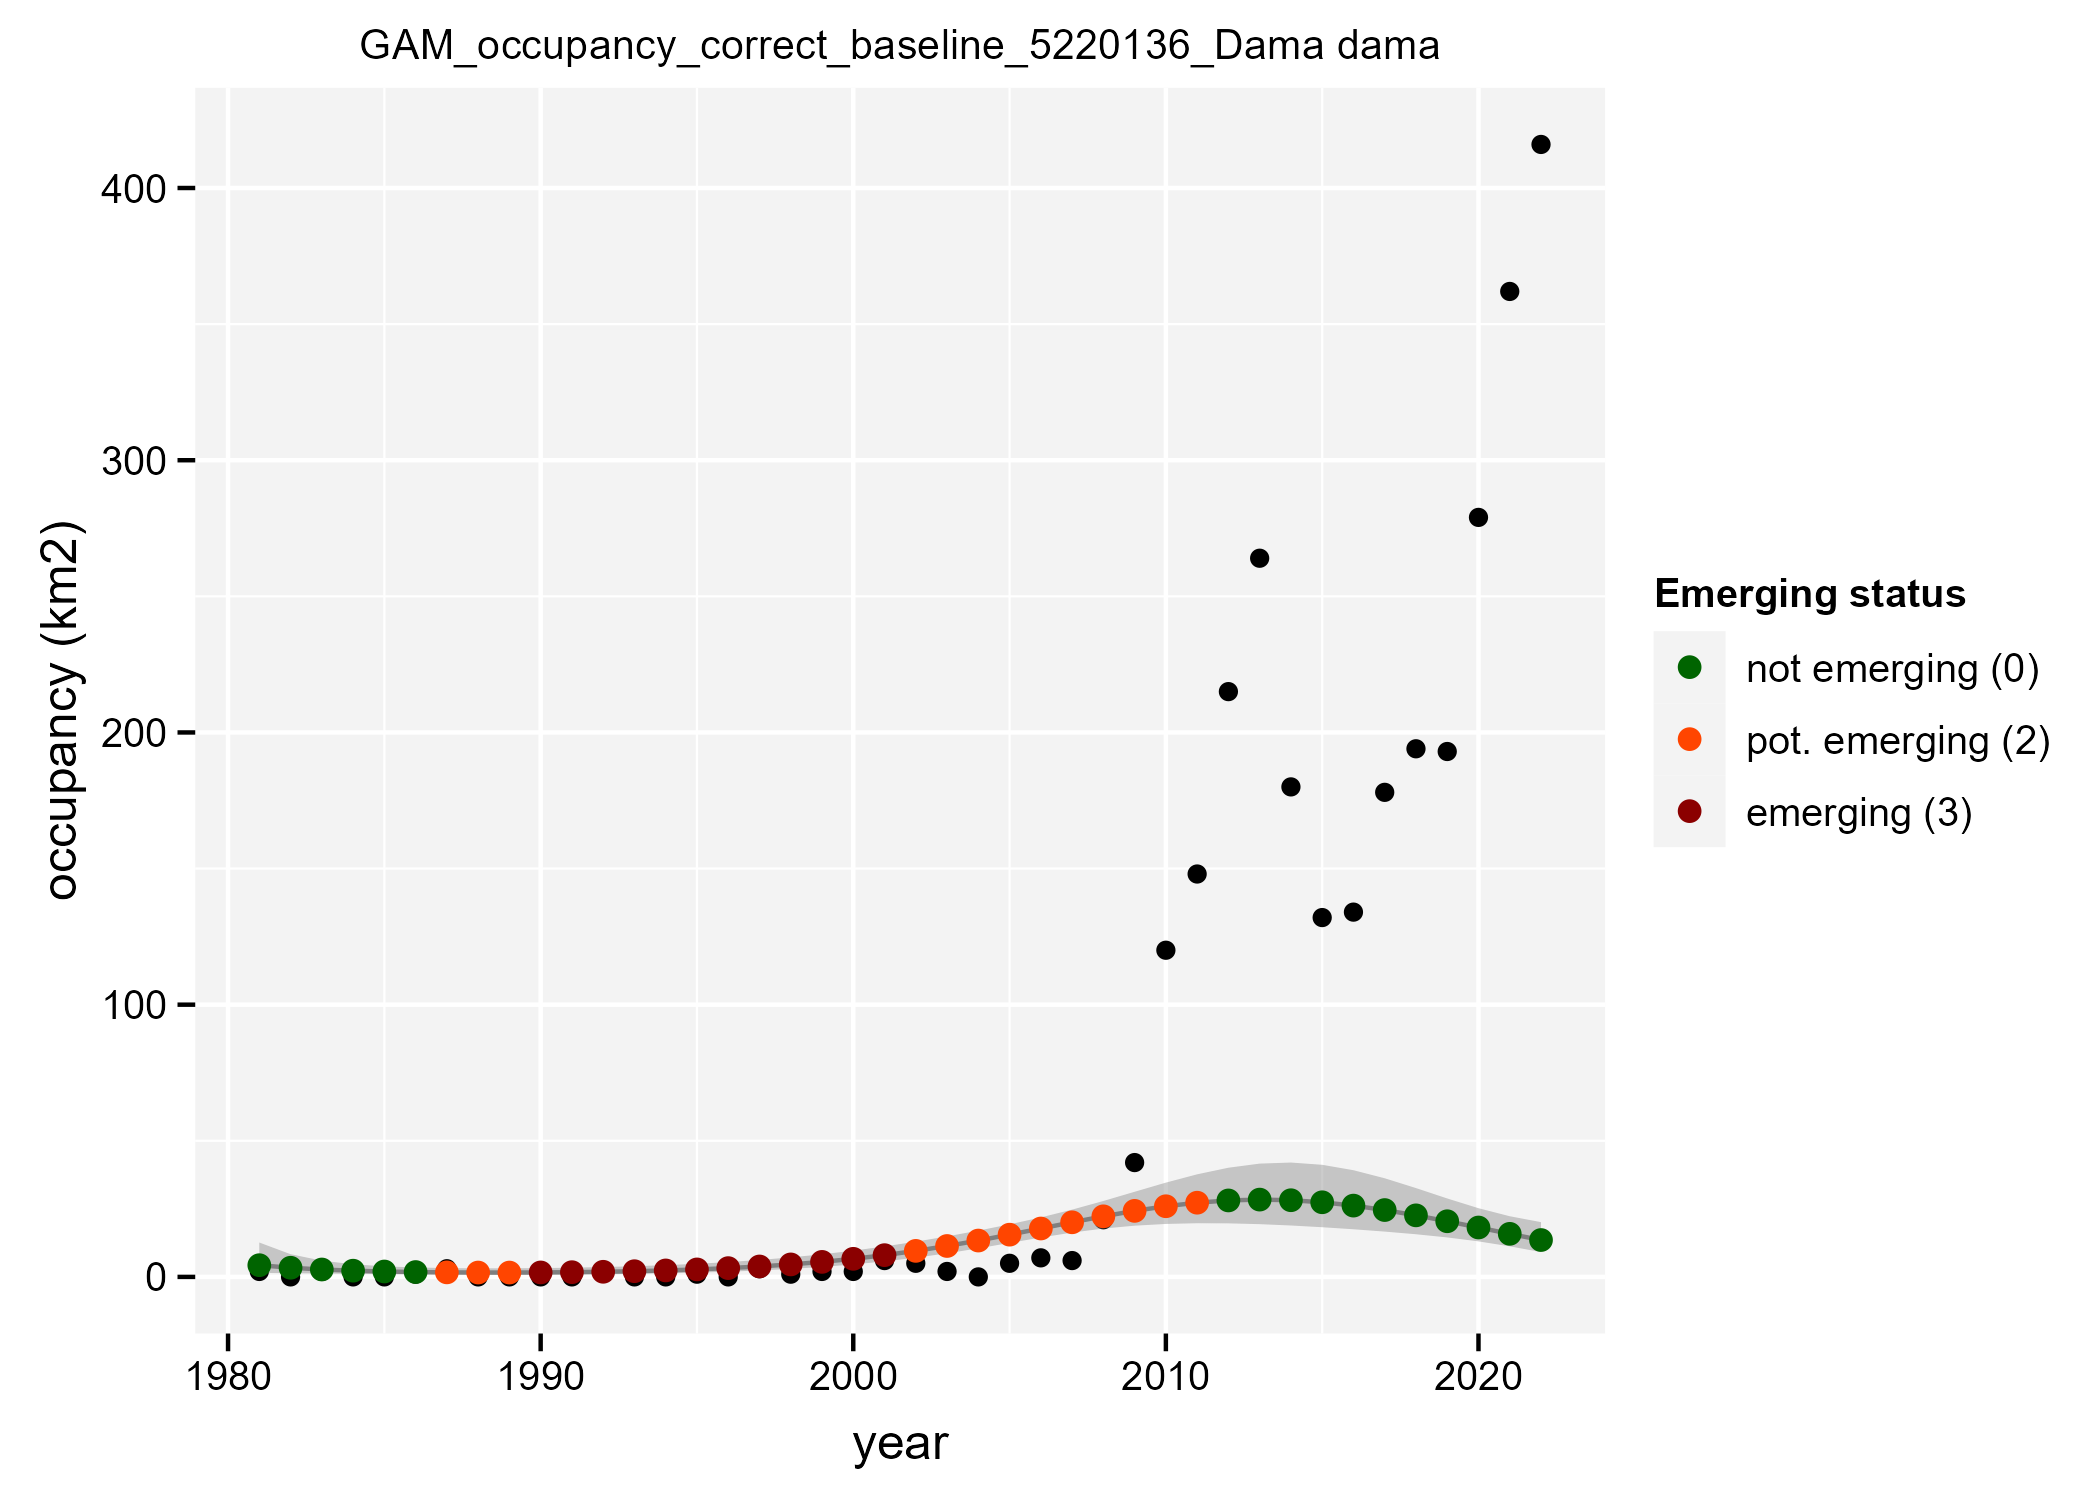 GAM_occupancy_correct_baseline_5220136_Dama dama
400
300
200
100
0
occupancy (km2)
1980 1990 2000 2010 2020
year
Emerging status
not emerging (0)
pot. emerging (2)
emerging (3)